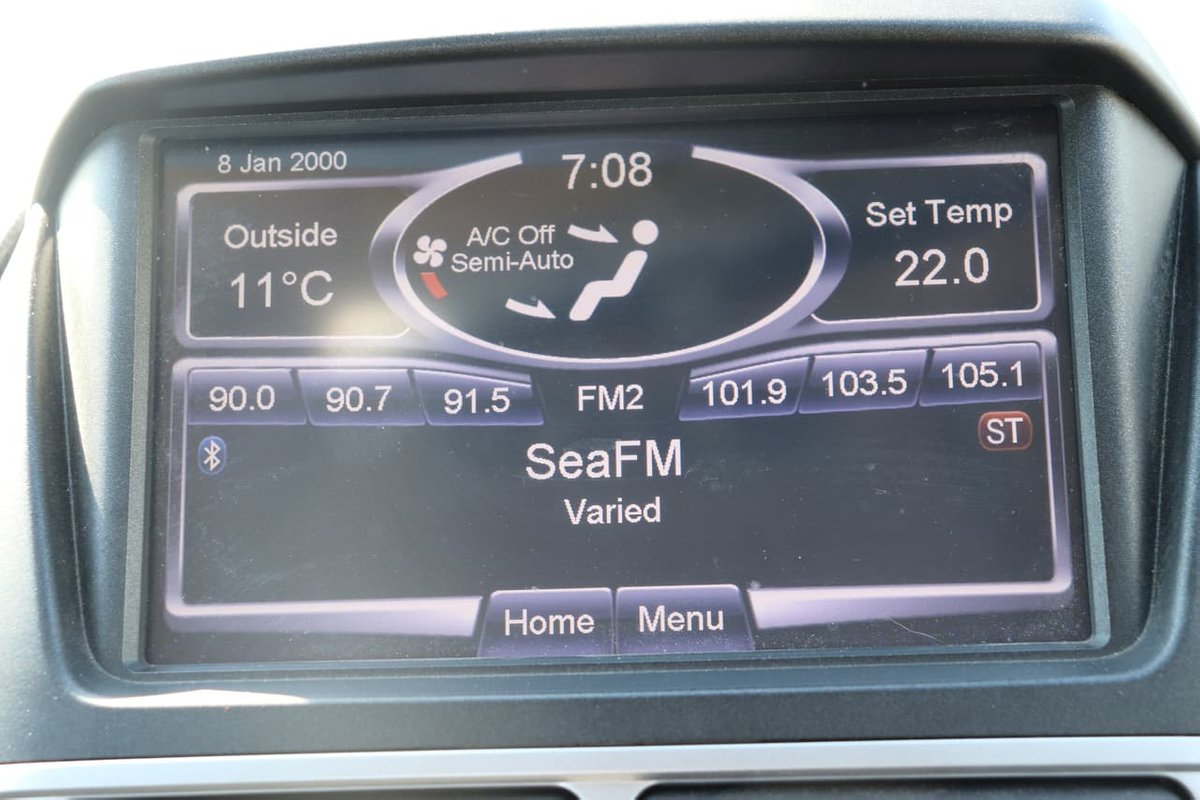 8 Jan 2000
7:08
Outside
11°C
A/C Off
Semi-Auto
Set Temp
22.0
90.0
90.7
91.5
FM2
101.9
103.5
105.1
ST
SeaFM
Varied
Home
Menu